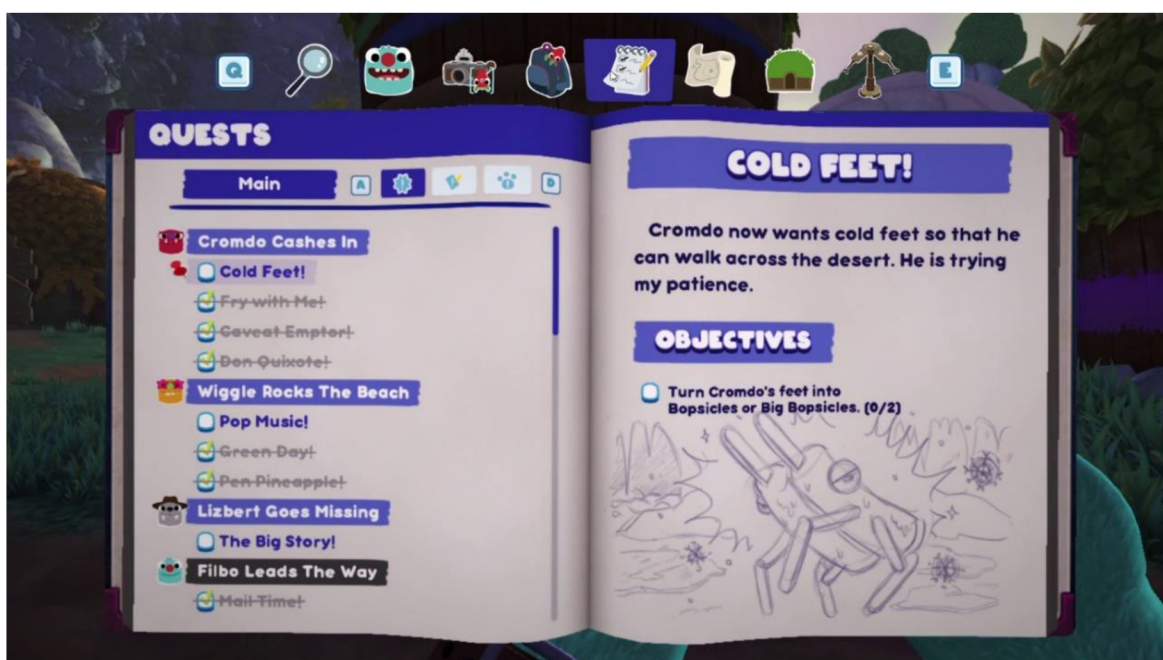 Q
E
QUESTS
Main
A
D
Cromdo Cashes In
Cold Feet!
Fry with Me!
Caveat Emptor!
Don Quixote!
Wiggle Rocks The Beach
Pop Music!
Green Day!
Pen Pineapple!
Lizbert Goes Missing
The Big Story!
Filbo Leads The Way
Mail Time!
COLD FEET!
Cromdo now wants cold feet so that he
can walk across the desert. He is trying
my patience.
OBJECTIVES
Turn Cromdo's feet into
Bopsicles or Big Bopsicles. (0/2)